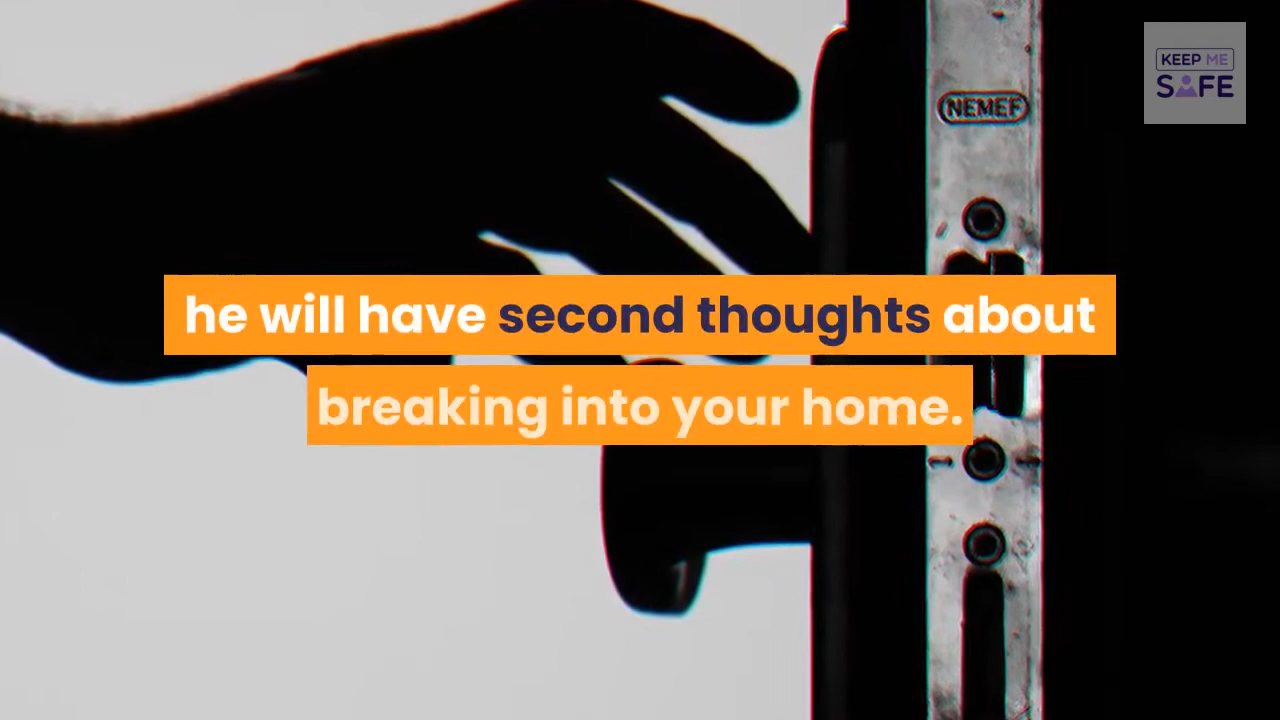 KEEP ME
SAFE
NEMEF
he will have second thoughts about
breaking into your home.